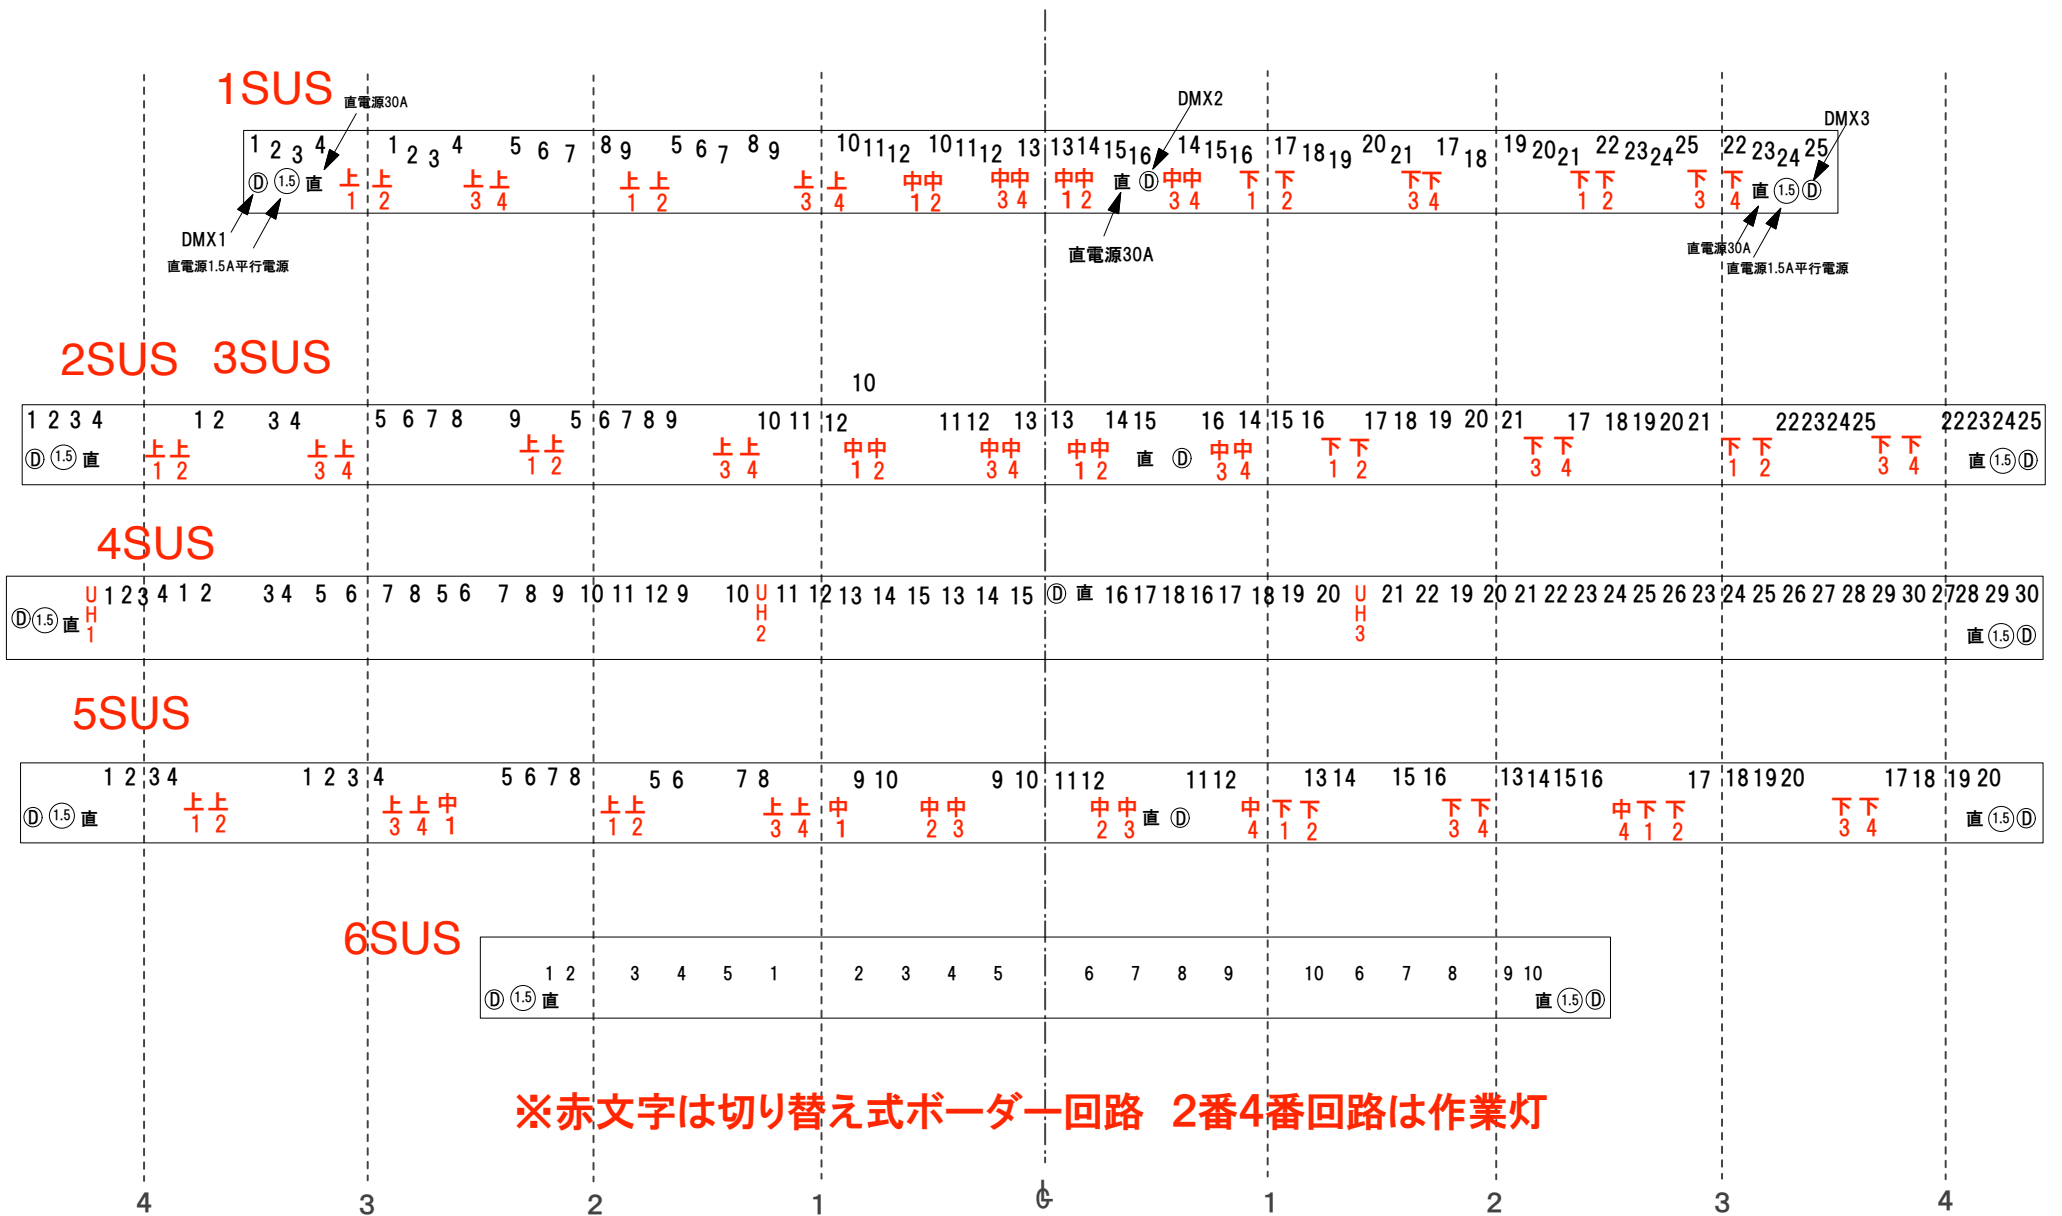 1SUS
直電源30A
DMX2
DMX3
1 2 3 4 1 2 3 4 5 6 7 8 9 5 6 7 8 9 10 11 12 10 11 12 13 13 14 15 16 14 15 16 17 18 19 20 21 17 18 19 20 21 22 23 24 25 22 23 24 25
Ⓓ 1.5 直 上1 上2 上3 上4 上1 上2 上3 上4 中1 中2 中3 中4 中1 中2 直 Ⓓ 中3 中4 下1 下2 下3 下4 下1 下2 下3 下4 直 1.5 Ⓓ
DMX1
直電源1.5A平行電源
直電源30A
直電源30A
直電源1.5A平行電源
2SUS 3SUS
10
1 2 3 4 1 2 3 4 5 6 7 8 9 5 6 7 8 9 10 11 12 11 12 13 13 14 15 16 14 15 16 17 18 19 20 21 17 18 19 20 21 22 23 24 25 22 23 24 25
Ⓓ 1.5 直 上1 上2 上3 上4 上1 上2 上3 上4 中1 中2 中3 中4 中1 中2 直 Ⓓ 中3 中4 下1 下2 下3 下4 下1 下2 下3 下4 直 1.5 Ⓓ
4SUS
UH1 1 2 3 4 1 2 3 4 5 6 7 8 5 6 7 8 9 10 11 12 9 10 UH2 11 12 13 14 15 13 14 15 Ⓓ 直 16 17 18 16 17 18 19 20 UH3 21 22 19 20 21 22 23 24 25 26 23 24 25 26 27 28 29 30 27 28 29 30
Ⓓ 1.5 直 直 1.5 Ⓓ
5SUS
1 2 3 4 1 2 3 4 5 6 7 8 5 6 7 8 9 10 9 10 11 12 11 12 13 14 15 16 13 14 15 16 17 18 19 20 17 18 19 20
Ⓓ 1.5 直 上1 上2 上3 上4 中1 上1 上2 上3 上4 中1 中2 中3 中2 中3 直 Ⓓ 中4 下1 下2 下3 下4 中4 下1 下2 下3 下4 直 1.5 Ⓓ
6SUS
1 2 3 4 5 1 2 3 4 5 6 7 8 9 10 6 7 8 9 10
Ⓓ 1.5 直 直 1.5 Ⓓ
※赤文字は切り替え式ボーダー回路 2番4番回路は作業灯
4 3 2 1 ℄ 1 2 3 4